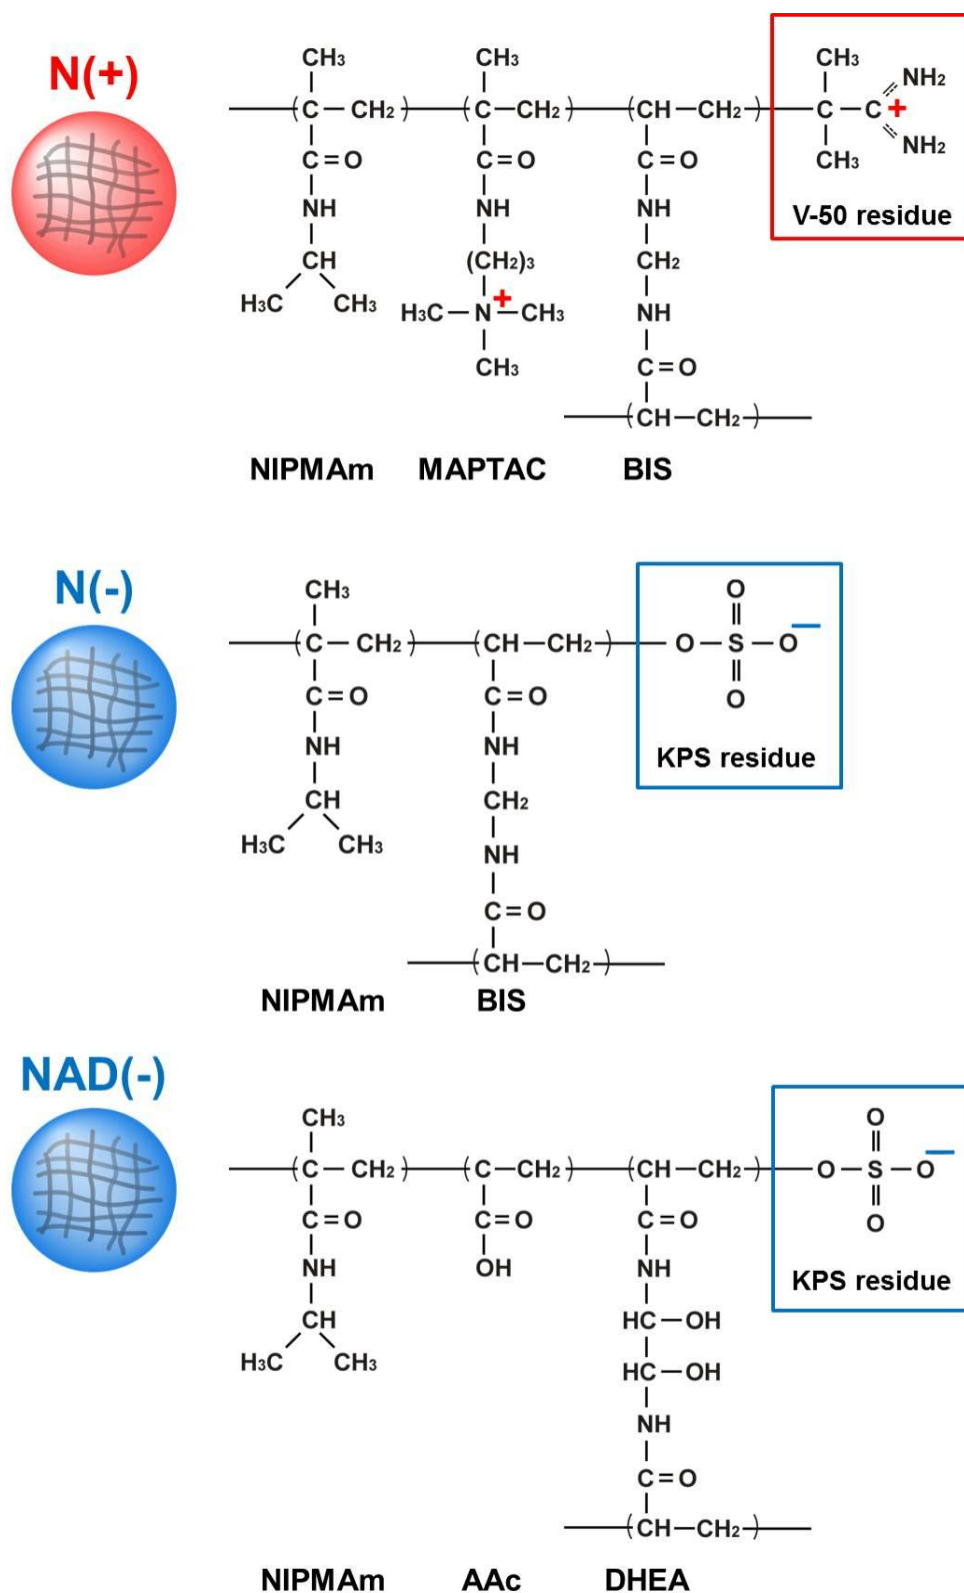 N(+)
CH3 CH3 CH3 NH2
( C — CH2 ) ( C — CH2 ) ( CH — CH2 ) C — C + NH2
C=O C=O C=O CH3
NH NH NH V-50 residue
CH (CH2)3 CH2
H3C CH3 H3C—N+—CH3 NH
CH3 C=O
(CH—CH2)
NIPMAm MAPTAC BIS
N(-)
CH3 O
( C — CH2 ) ( CH — CH2 ) O — S — O −
C=O C=O O
NH NH KPS residue
CH CH2
H3C CH3 NH
C=O
(CH—CH2)
NIPMAm BIS
NAD(-)
CH3 O
( C — CH2 ) ( C — CH2 ) ( CH — CH2 ) O — S — O −
C=O C=O C=O O
NH OH NH KPS residue
CH HC—OH
H3C CH3 HC—OH
NH
C=O
(CH—CH2)
NIPMAm AAc DHEA